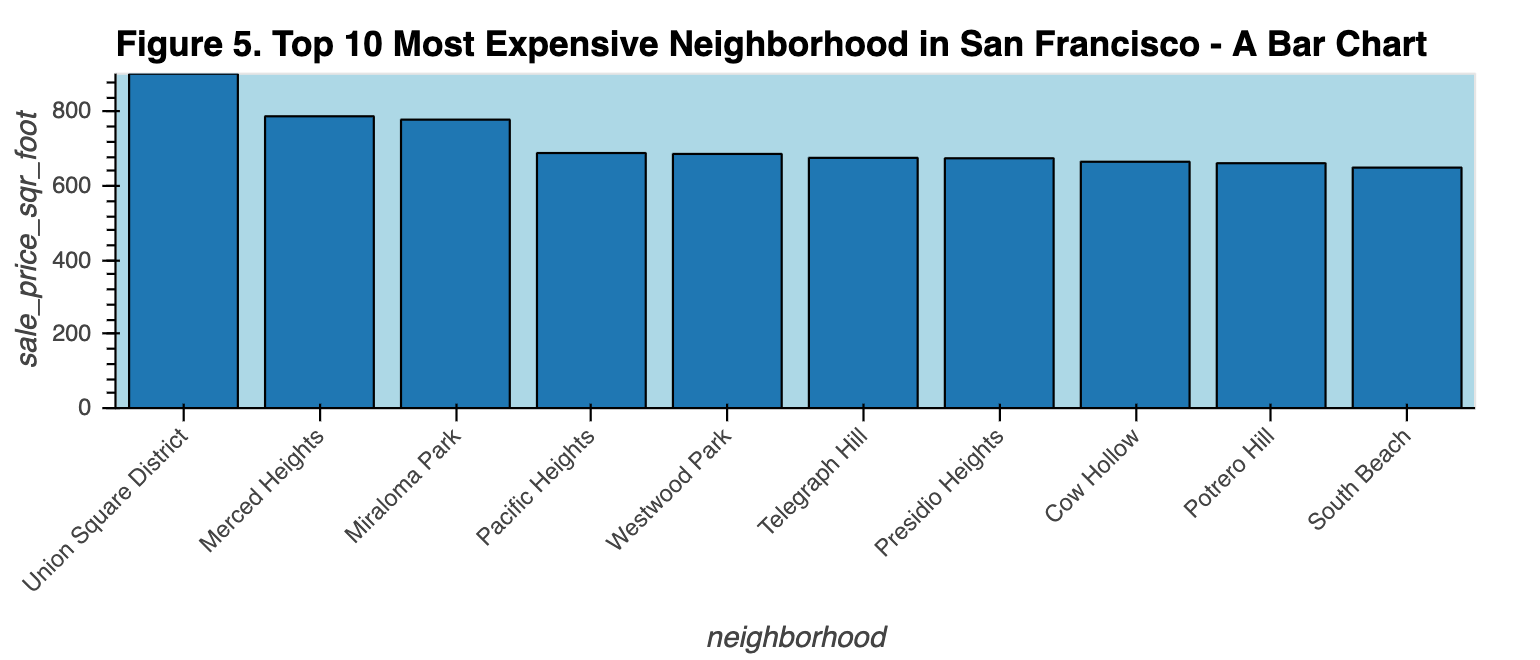 Figure 5. Top 10 Most Expensive Neighborhood in San Francisco - A Bar Chart
sale_price_sqr_foot
800
600
400
200
0
Union Square District
Merced Heights
Miraloma Park
Pacific Heights
Westwood Park
Telegraph Hill
Presidio Heights
Cow Hollow
Potrero Hill
South Beach
neighborhood